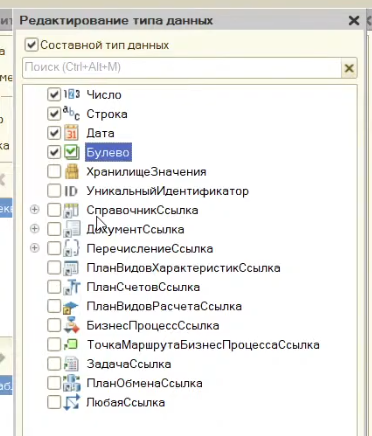 Редактирование типа данных
Составной тип данных
Поиск (Ctrl+Alt+M)
Число
Строка
Дата
Булево
ХранилищеЗначения
УникальныйИдентификатор
СправочникСсылка
ДокументСсылка
ПеречислениеСсылка
ПланВидовХарактеристикСсылка
ПланСчетовСсылка
ПланВидовРасчетаСсылка
БизнесПроцессСсылка
ТочкаМаршрутаБизнесПроцессаСсылка
ЗадачаСсылка
ПланОбменаСсылка
ЛюбаяСсылка